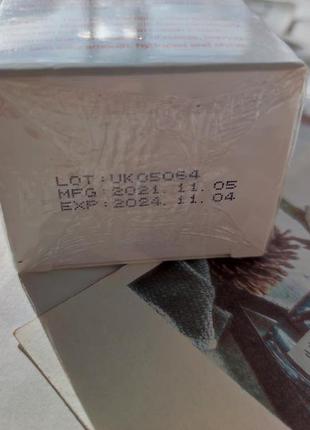 LOT : UK05064
MFG : 2021. 11. 05
EXP : 2024. 11. 04